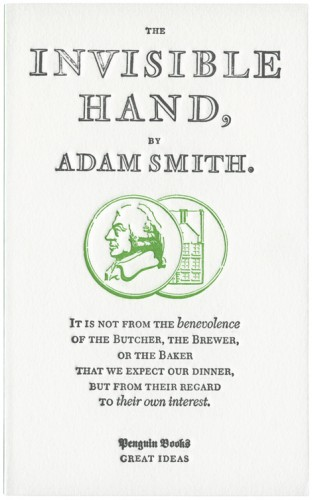 THE
INVISIBLE
HAND,
BY
ADAM SMITH.
IT IS NOT FROM THE benevolence
OF THE BUTCHER, THE BREWER,
OR THE BAKER
THAT WE EXPECT OUR DINNER,
BUT FROM THEIR REGARD
TO their own interest.
Penguin Books
GREAT IDEAS